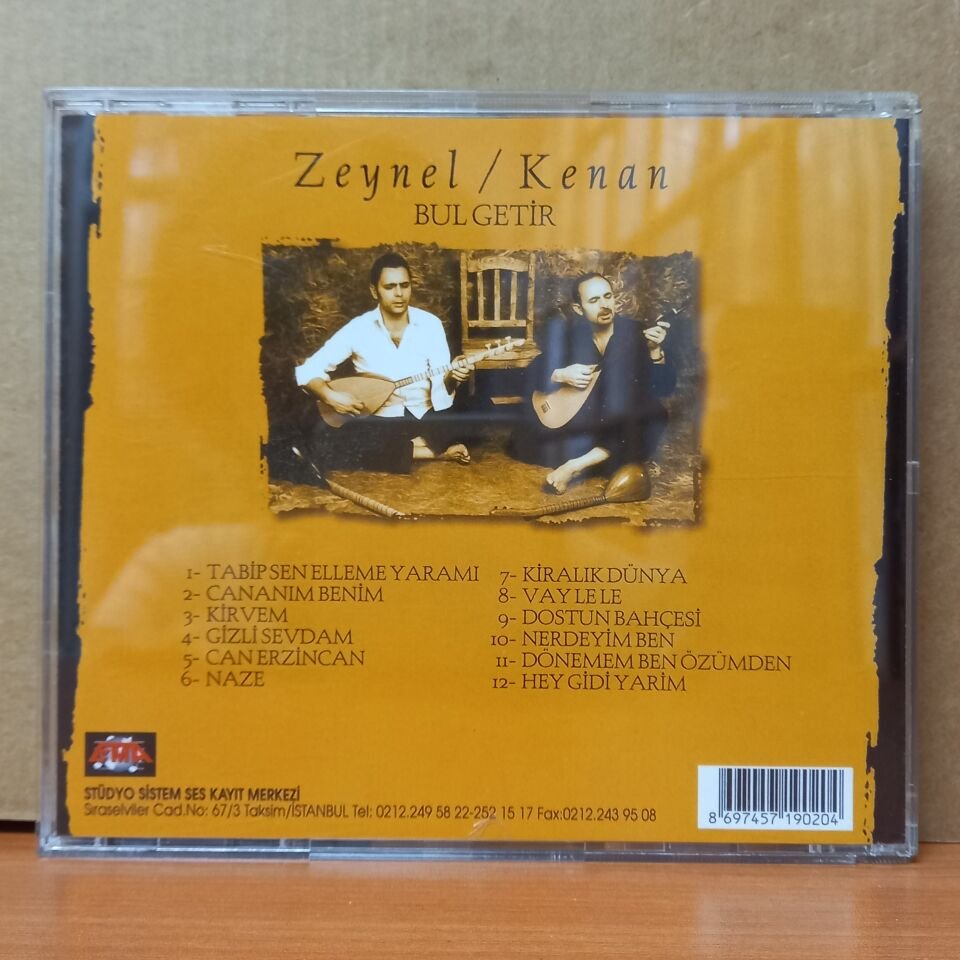 Zeynel / Kenan
BUL GETİR
1- TABİP SEN ELLEME YARAMI
2- CANANIM BENİM
3- KİRVEM
4- GİZLİ SEVDAM
5- CAN ERZİNCAN
6- NAZE
7- KİRALIK DÜNYA
8- VAY LE LE
9- DOSTUN BAHÇESİ
10- NERDEYİM BEN
11- DÖNEMEM BEN ÖZÜMDEN
12- HEY GİDİ YARİM
STÜDYO SİSTEM SES KAYIT MERKEZİ
Sıraselviler Cad.No: 67/3 Taksim/İSTANBUL Tel: 0212.249 58 22-252 15 17 Fax:0212.243 95 08
8 697457 190204